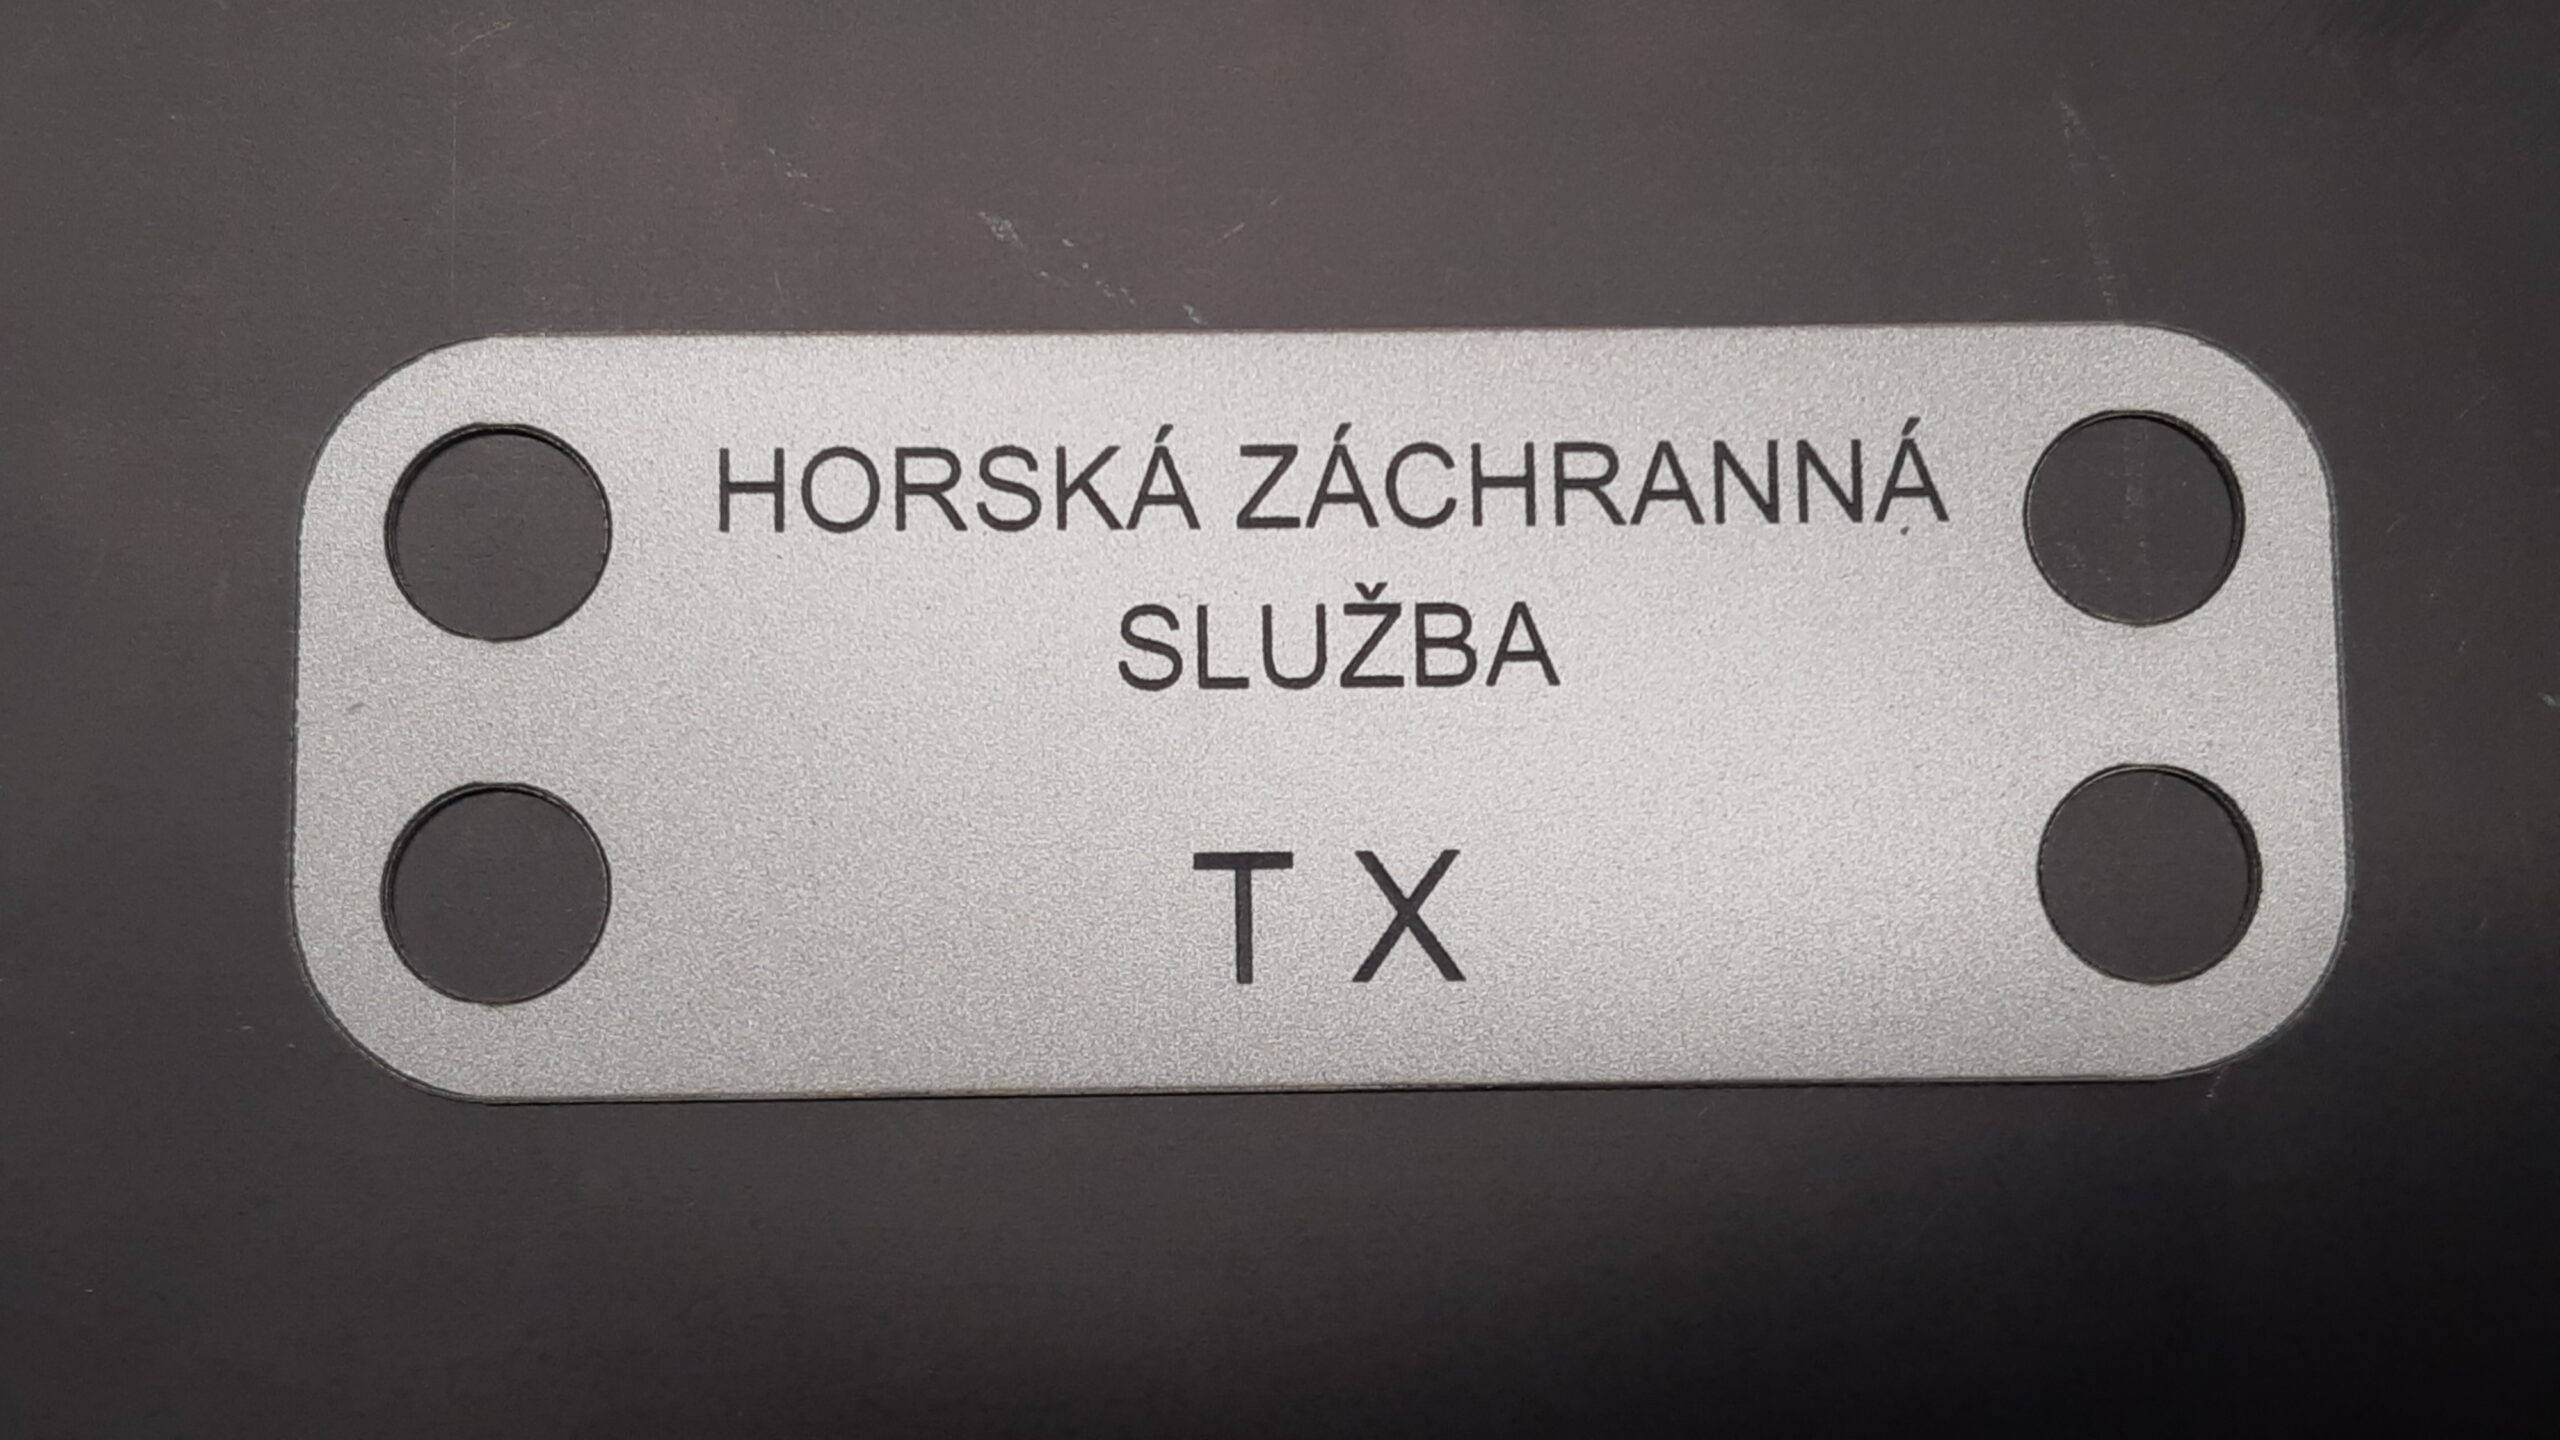 HORSKÁ ZÁCHRANNÁ
SLUŽBA
T X